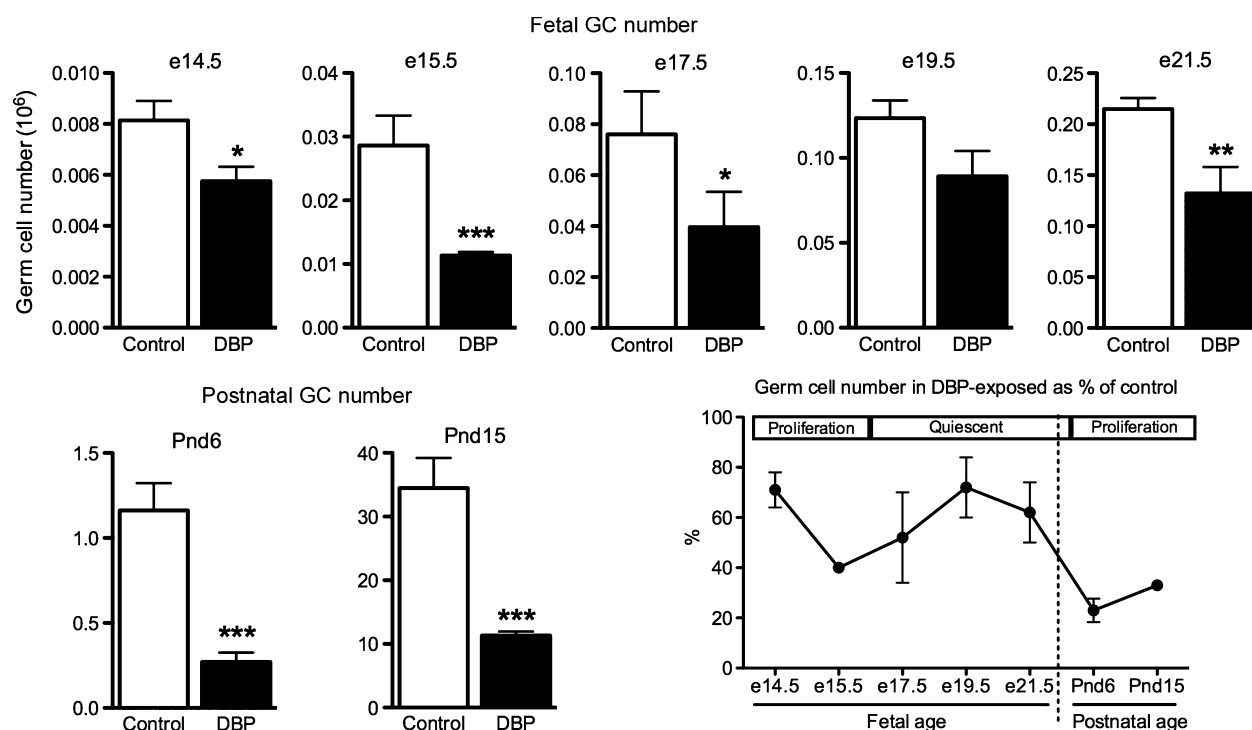 Fetal GC number
e14.5
e15.5
e17.5
e19.5
e21.5
Germ cell number (10⁶)
0.010
0.008
0.006
0.004
0.002
0.000
*
Control
DBP
0.04
0.03
0.02
0.01
0.00
***
Control
DBP
0.10
0.08
0.06
0.04
0.02
0.00
*
Control
DBP
0.15
0.10
0.05
0.00
Control
DBP
0.25
0.20
0.15
0.10
0.05
0.00
**
Control
DBP
Postnatal GC number
Pnd6
1.5
1.0
0.5
0.0
***
Control
DBP
Pnd15
40
30
20
10
0
***
Control
DBP
Germ cell number in DBP-exposed as % of control
Proliferation
Quiescent
Proliferation
%
100
80
60
40
20
0
e14.5
e15.5
e17.5
e19.5
e21.5
Pnd6
Pnd15
Fetal age
Postnatal age